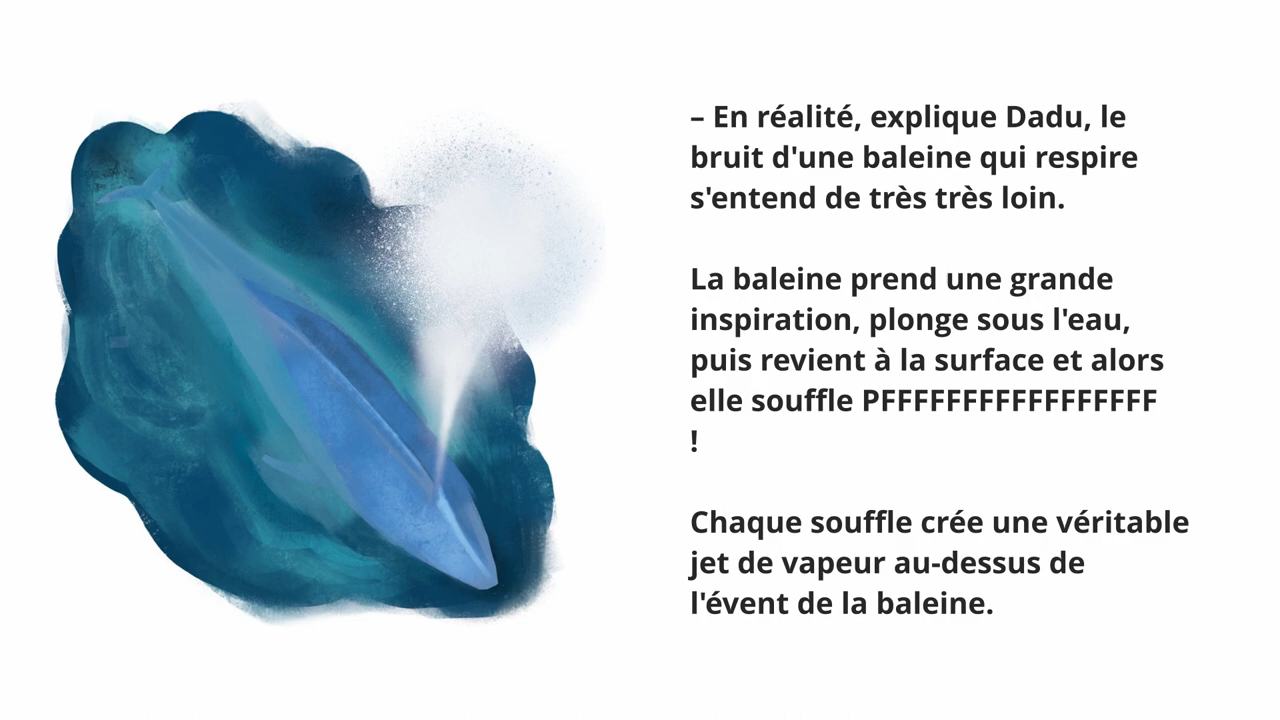 – En réalité, explique Dadu, le
bruit d'une baleine qui respire
s'entend de très très loin.
La baleine prend une grande
inspiration, plonge sous l'eau,
puis revient à la surface et alors
elle souffle PFFFFFFFFFFFFFFFFF
!
Chaque souffle crée une véritable
jet de vapeur au-dessus de
l'évent de la baleine.